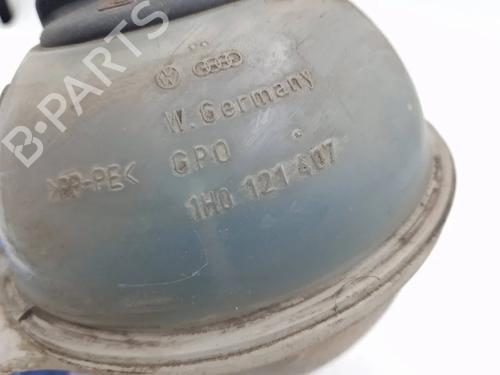 W. Germany
GPO
>PP-PE<
1H0 121 407
B-PARTS